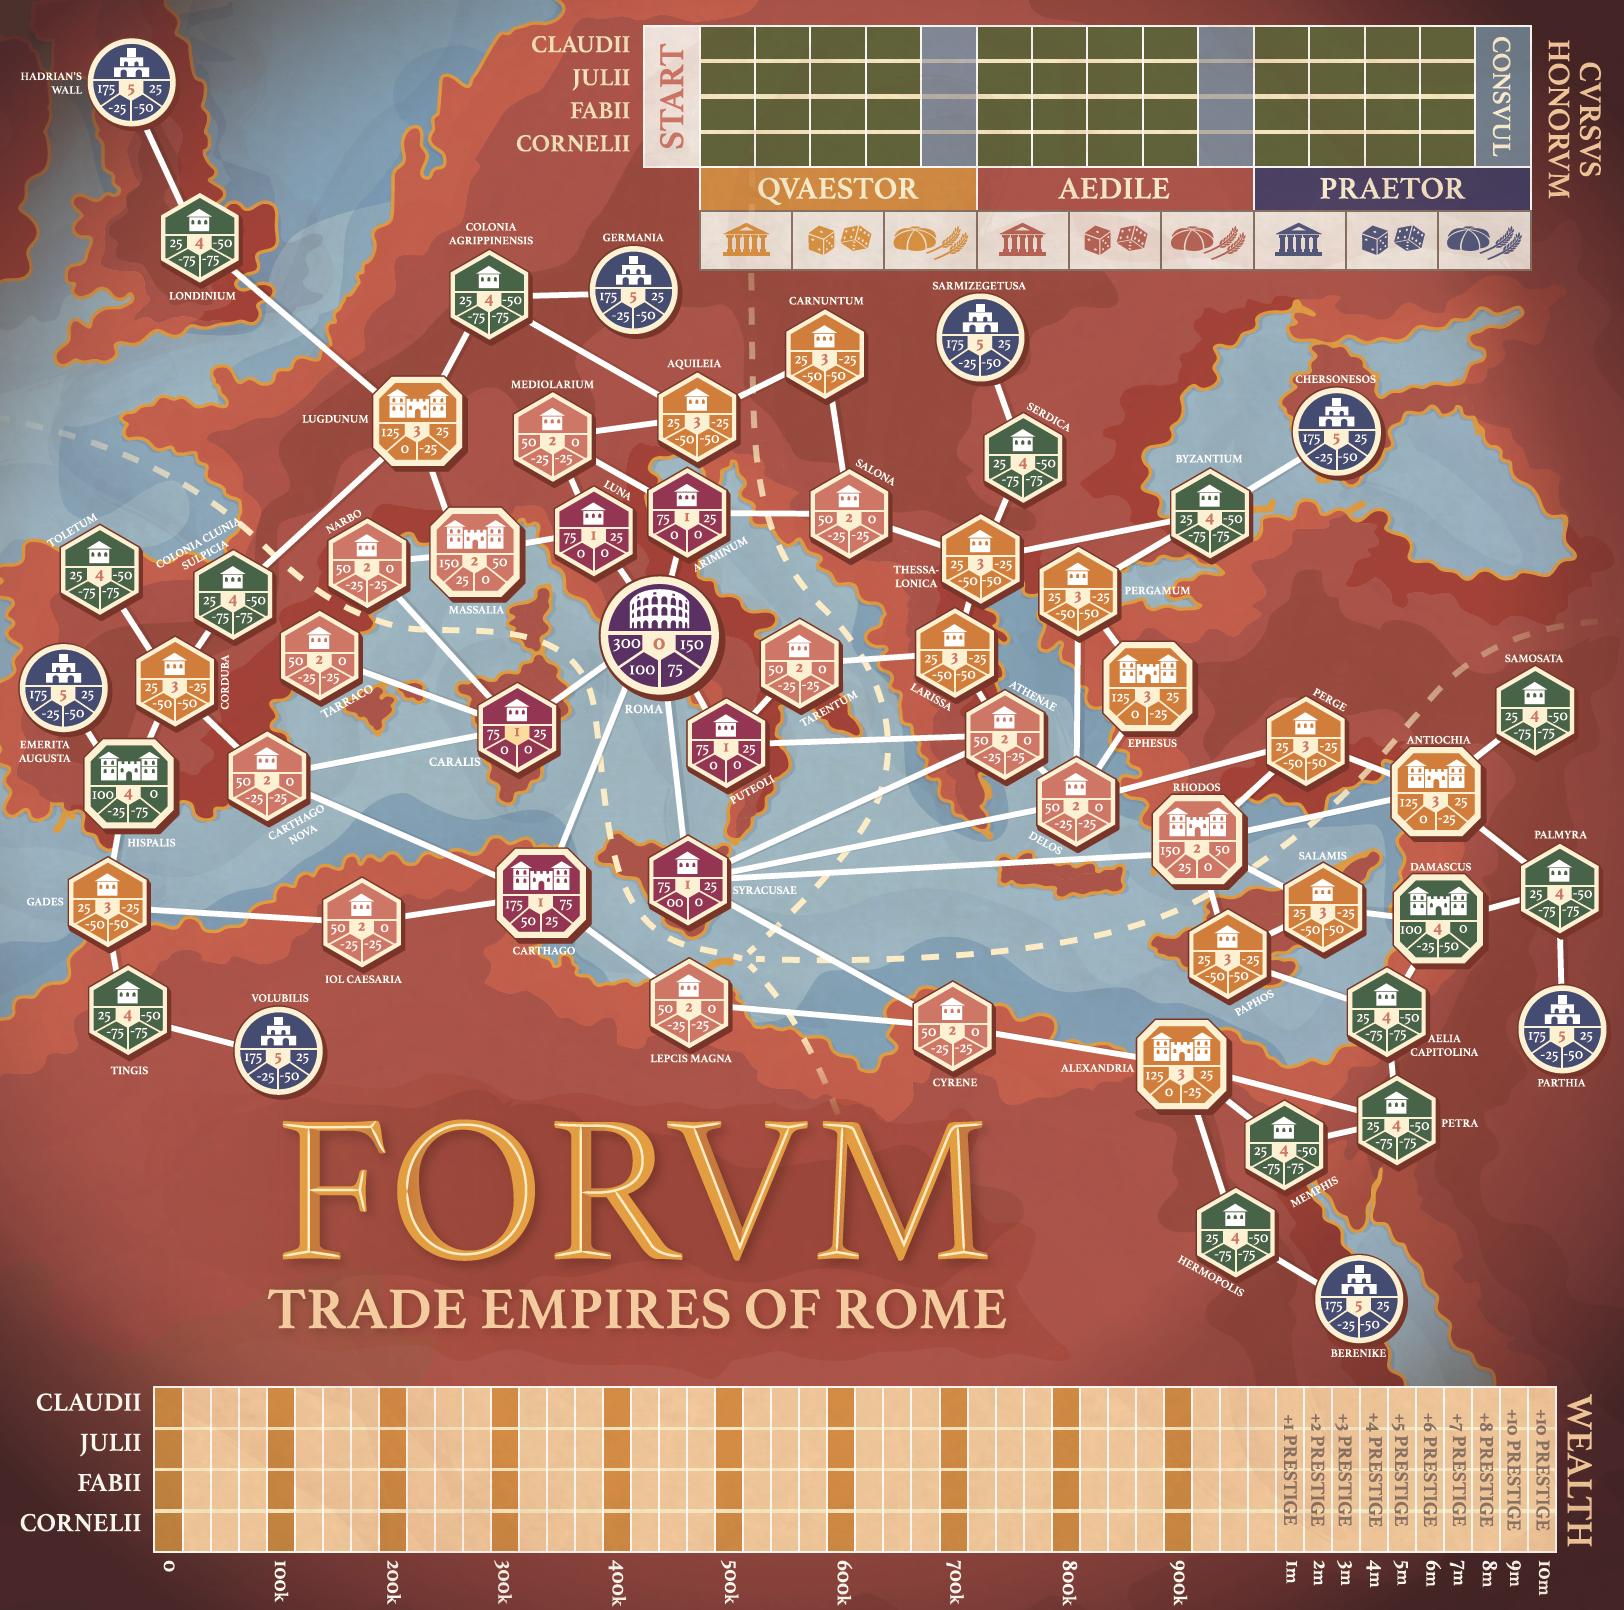 CLAUDII
JULII
FABII
CORNELII
START
CONSVUL
CVRSVS
HONORVM
QVAESTOR
AEDILE
PRAETOR
HADRIAN'S
WALL
175 5 25
-25 -50
25 4 -50
-75 -75
LONDINIUM
COLONIA
AGRIPPINENSIS
25 4 -50
-75 -75
GERMANIA
175 5 25
-25 -50
CARNUNTUM
25 3 -25
-50 -50
SARMIZEGETUSA
175 5 25
-25 -50
AQUILEIA
25 3 -25
-50 -50
MEDIOLARIUM
50 2 0
-25 -25
LUGDUNUM
125 3 25
0 -25
SERDICA
25 4 -50
-75 -75
CHERSONESOS
175 5 25
-25 -50
BYZANTIUM
25 4 -50
-75 -75
SALONA
50 2 0
-25 -25
LUNA
75 1 25
0 0
ARIMINUM
75 1 25
0 0
TOLETUM
25 4 -50
-75 -75
COLONIA CLUNIA
SULPICIA
25 4 -50
-75 -75
NARBO
50 2 0
-25 -25
MASSALIA
150 2 50
25 0
THESSA-
LONICA
25 3 -25
-50 -50
PERGAMUM
25 3 -25
-50 -50
ROMA
300 0 150
100 75
TARRACO
50 2 0
-25 -25
TARENTUM
50 2 0
-25 -25
LARISSA
25 3 -25
-50 -50
EPHESUS
125 3 25
0 -25
SAMOSATA
25 4 -50
-75 -75
EMERITA
AUGUSTA
175 5 25
-25 -50
CORDUBA
25 3 -25
-50 -50
CARALIS
75 1 25
0 0
PUTEOLI
75 1 25
0 0
ATHENAE
50 2 0
-25 -25
PERGE
25 3 -25
-50 -50
ANTIOCHIA
125 3 25
0 -25
HISPALIS
100 4 0
-25 -75
CARTHAGO
NOVA
50 2 0
-25 -25
DELOS
50 2 0
-25 -25
RHODOS
150 2 50
25 0
PALMYRA
25 4 -50
-75 -75
GADES
25 3 -25
-50 -50
IOL CAESARIA
50 2 0
-25 -25
CARTHAGO
175 1 75
50 25
SYRACUSAE
75 1 25
00 0
SALAMIS
25 3 -25
-50 -50
DAMASCUS
100 4 0
-25 -50
PAPHOS
25 3 -25
-50 -50
TINGIS
25 4 -50
-75 -75
VOLUBILIS
175 5 25
-25 -50
LEPCIS MAGNA
50 2 0
-25 -25
CYRENE
50 2 0
-25 -25
AELIA
CAPITOLINA
25 4 -50
-75 -75
PARTHIA
175 5 25
-25 -50
ALEXANDRIA
125 3 25
0 -25
PETRA
25 4 -50
-75 -75
MEMPHIS
25 4 -50
-75 -75
HERMOPOLIS
25 4 -50
-75 -75
BERENIKE
175 5 25
-25 -50
FORVM
TRADE EMPIRES OF ROME
CLAUDII
JULII
FABII
CORNELII
+1 PRESTIGE
+2 PRESTIGE
+3 PRESTIGE
+4 PRESTIGE
+5 PRESTIGE
+6 PRESTIGE
+7 PRESTIGE
+8 PRESTIGE
+10 PRESTIGE
+10 PRESTIGE
WEALTH
0 100k 200k 300k 400k 500k 600k 700k 800k 900k 1m 2m 3m 4m 5m 6m 7m 8m 9m 10m